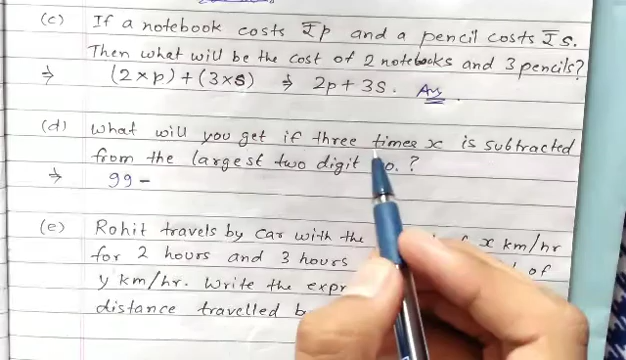 (c) If a notebook costs ₹p and a pencil costs ₹s.
Then what will be the cost of 2 notebooks and 3 pencils?
⇒ (2×p) + (3×s) ⇒ 2p + 3s. Ans
(d) What will you get if three times x is subtracted
from the largest two digit no.?
⇒ 99 -
(e) Rohit travels by car with the x km/hr
for 2 hours and 3 hours of
y km/hr. Write the
distance travelled